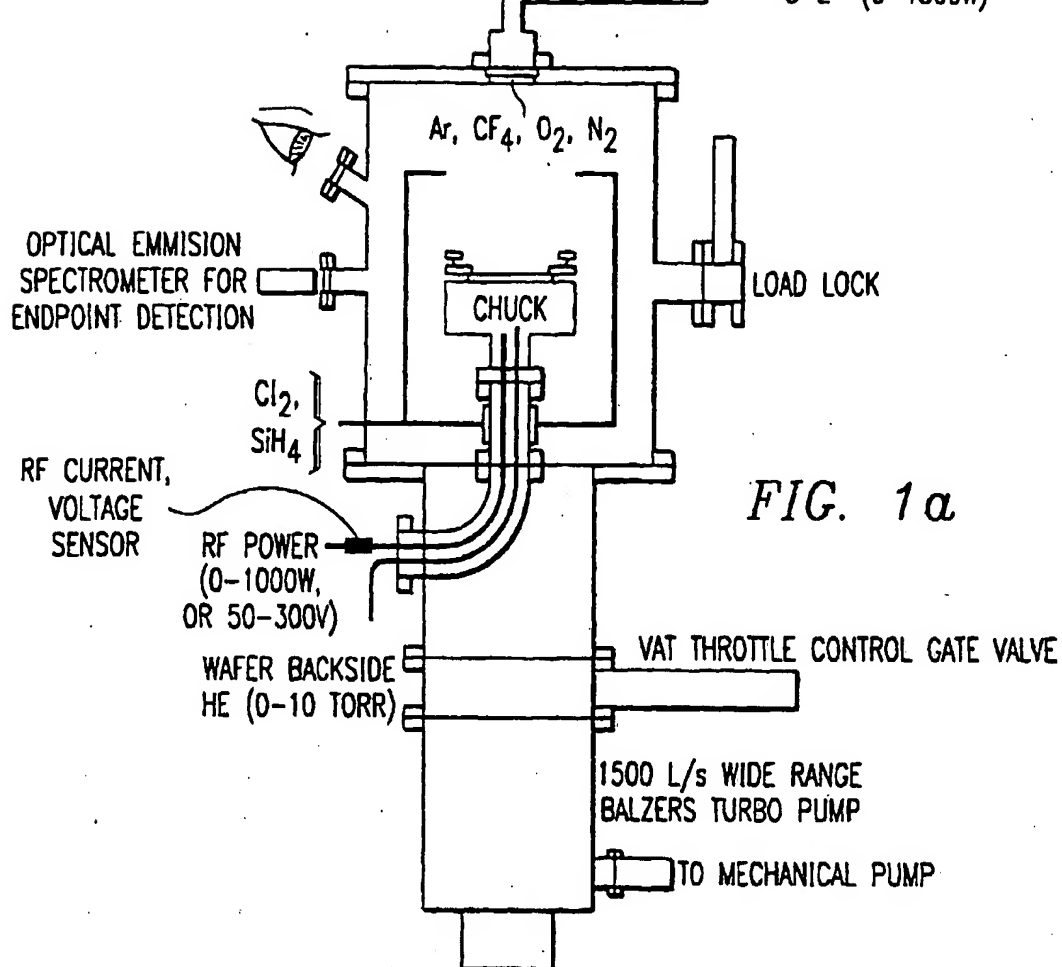 Ar, CF4, O2, N2
OPTICAL EMMISION
SPECTROMETER FOR
ENDPOINT DETECTION
CHUCK
LOAD LOCK
Cl2,
SiH4
RF CURRENT,
VOLTAGE
SENSOR
RF POWER
(0-1000W,
OR 50-300V)
FIG. 1a
WAFER BACKSIDE
HE (0-10 TORR)
VAT THROTTLE CONTROL GATE VALVE
1500 L/s WIDE RANGE
BALZERS TURBO PUMP
TO MECHANICAL PUMP